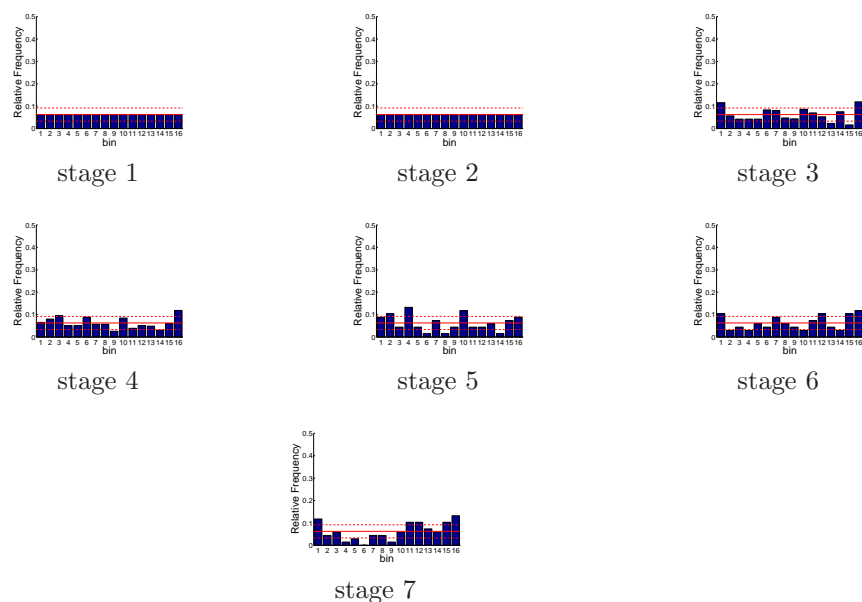 0.5 0.5 0.5
0.4 0.4 0.4
0.3 0.3 0.3
0.2 0.2 0.2
0.1 0.1 0.1
0 0 0
Relative Frequency Relative Frequency Relative Frequency
1 2 3 4 5 6 7 8 9 10 11 12 13 14 15 16 1 2 3 4 5 6 7 8 9 10 11 12 13 14 15 16 1 2 3 4 5 6 7 8 9 10 11 12 13 14 15 16
bin bin bin
stage 1 stage 2 stage 3
0.5 0.5 0.5
0.4 0.4 0.4
0.3 0.3 0.3
0.2 0.2 0.2
0.1 0.1 0.1
0 0 0
Relative Frequency Relative Frequency Relative Frequency
1 2 3 4 5 6 7 8 9 10 11 12 13 14 15 16 1 2 3 4 5 6 7 8 9 10 11 12 13 14 15 16 1 2 3 4 5 6 7 8 9 10 11 12 13 14 15 16
bin bin bin
stage 4 stage 5 stage 6
0.5
0.4
0.3
0.2
0.1
0
Relative Frequency
1 2 3 4 5 6 7 8 9 10 11 12 13 14 15 16
bin
stage 7